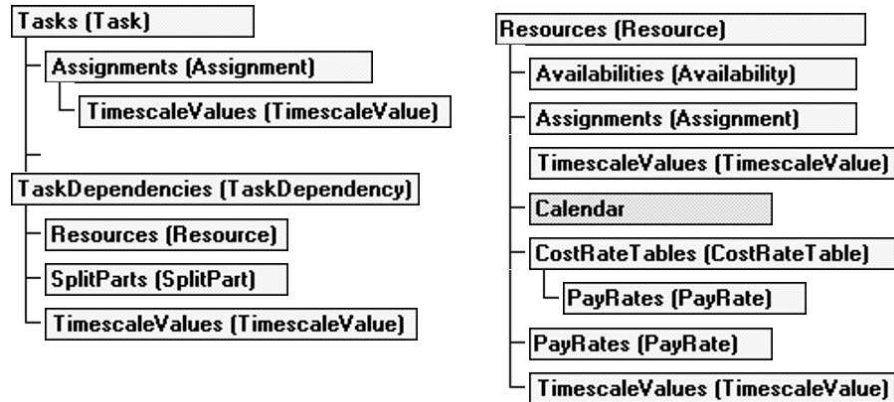 Tasks (Task)
Assignments (Assignment)
TimescaleValues (TimescaleValue)
TaskDependencies (TaskDependency)
Resources (Resource)
SplitParts (SplitPart)
TimescaleValues (TimescaleValue)
Resources (Resource)
Availabilities (Availability)
Assignments (Assignment)
TimescaleValues (TimescaleValue)
Calendar
CostRateTables (CostRateTable)
PayRates (PayRate)
PayRates (PayRate)
TimescaleValues (TimescaleValue)